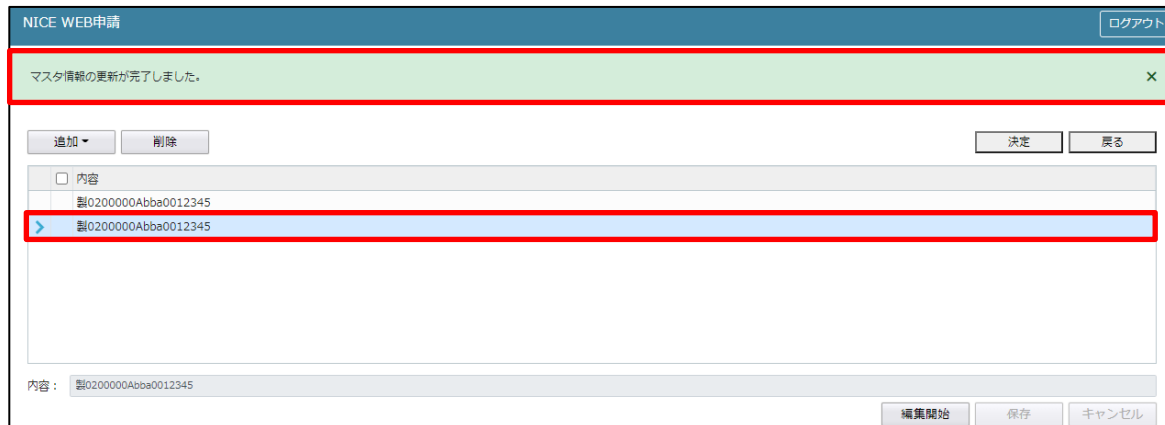 NICE WEB申請
ログアウト
マスタ情報の更新が完了しました。
×
追加 削除 決定 戻る
内容
製0200000Abba0012345
製0200000Abba0012345
内容： 製0200000Abba0012345
編集開始 保存 キャンセル